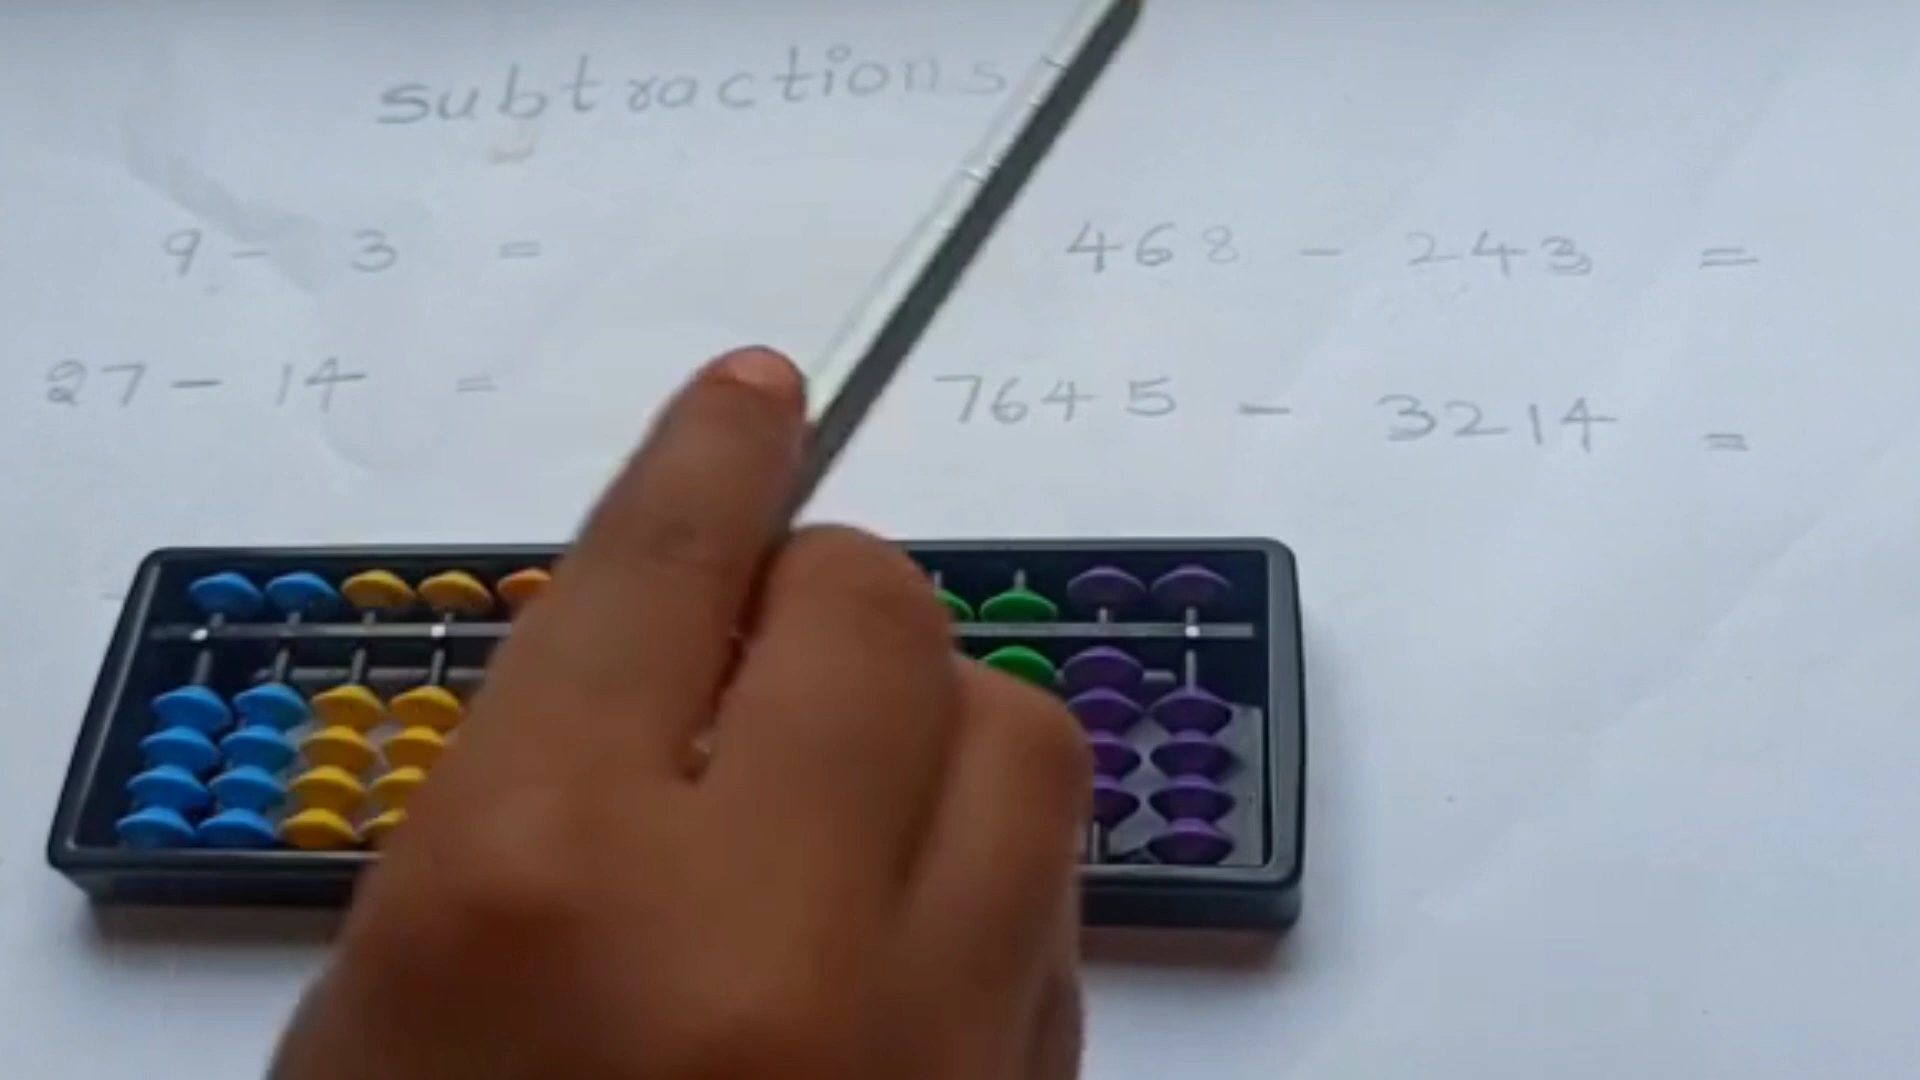 subtractions
9 - 3 =
468 - 243 =
27 - 14 =
7645 - 3214 =